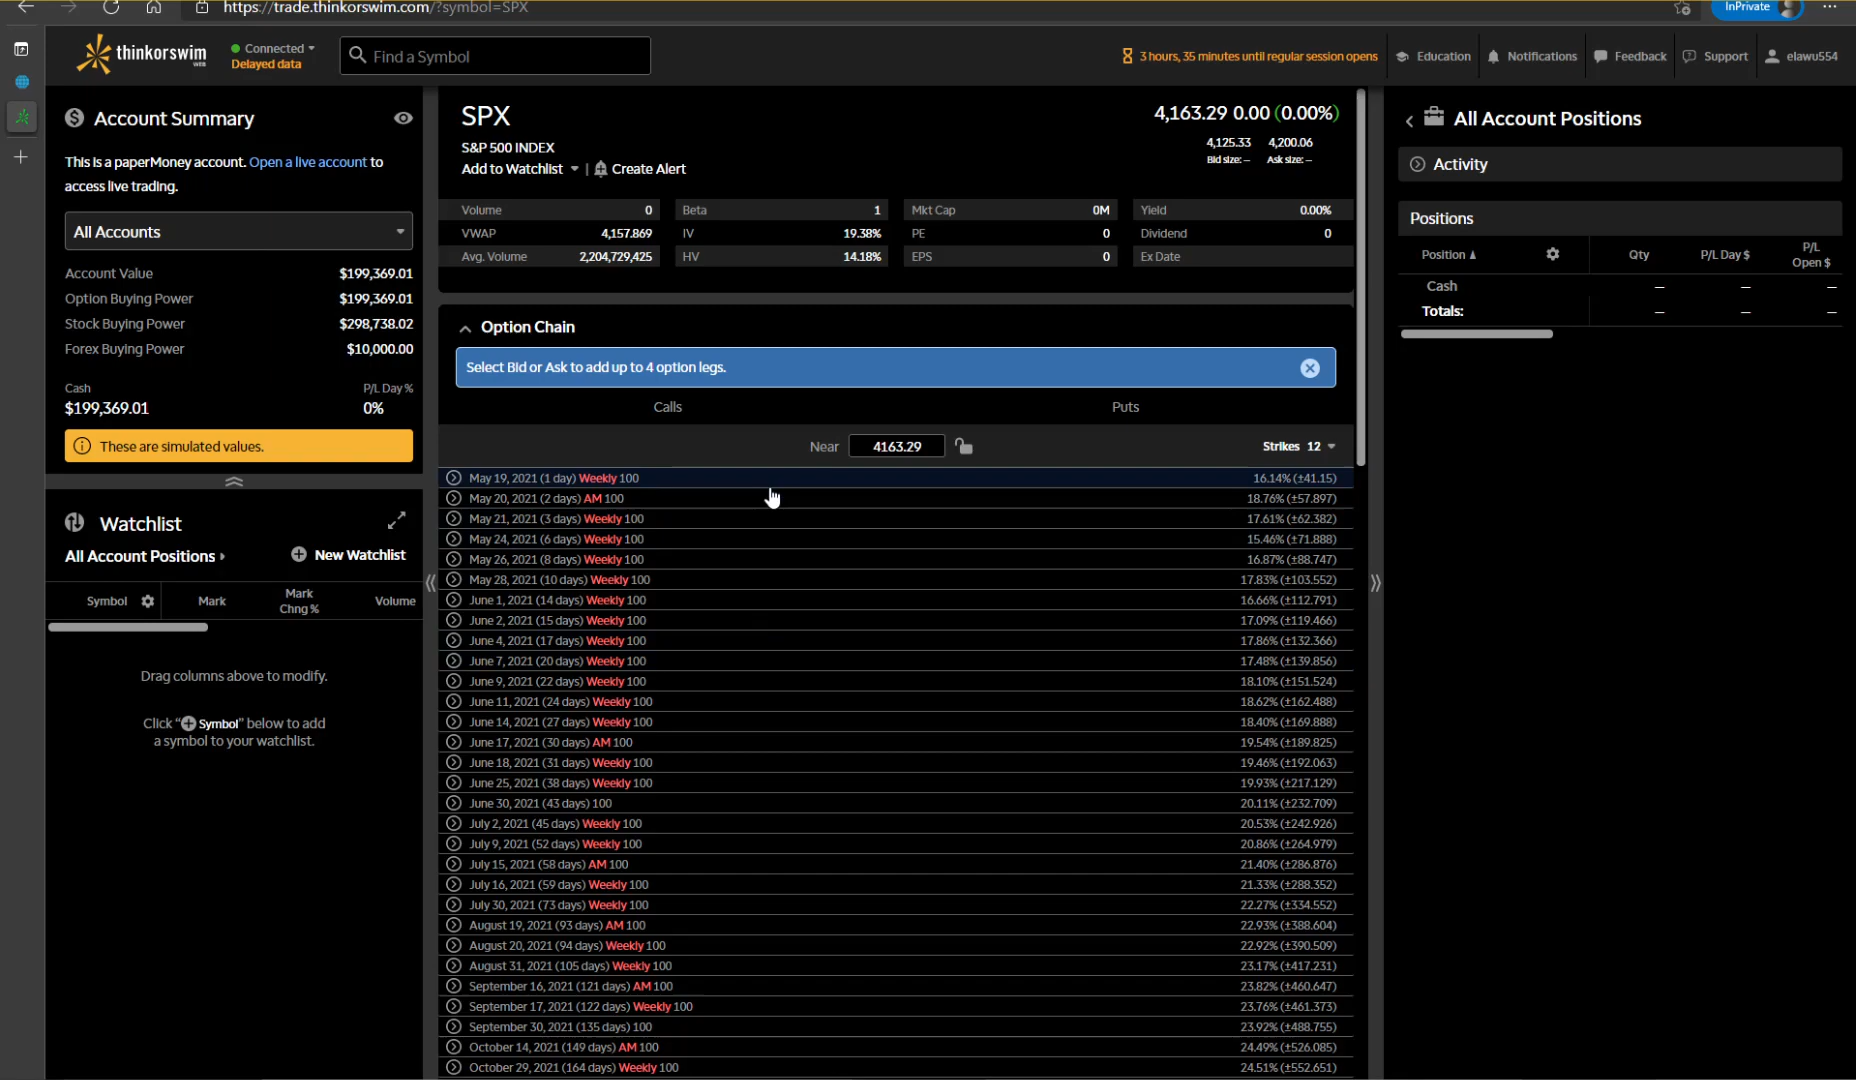 https://trade.thinkorswim.com/?symbol=SPX
InPrivate
thinkorswim
WEB
Connected
Delayed data
Find a Symbol
3 hours, 35 minutes until regular session opens
Education
Notifications
Feedback
Support
elawu554
Account Summary
This is a paperMoney account. Open a live account to
access live trading.
All Accounts
Account Value $199,369.01
Option Buying Power $199,369.01
Stock Buying Power $298,738.02
Forex Buying Power $10,000.00
Cash P/L Day %
$199,369.01 0%
These are simulated values.
Watchlist
All Account Positions
New Watchlist
Symbol Mark Mark Chng % Volume
Drag columns above to modify.
Click "+ Symbol" below to add
a symbol to your watchlist.
SPX 4,163.29 0.00 (0.00%)
S&P 500 INDEX 4,125.33 4,200.06
Bid size: – Ask size: –
Add to Watchlist | Create Alert
Volume 0 Beta 1 Mkt Cap 0M Yield 0.00%
VWAP 4,157.869 IV 19.38% PE 0 Dividend 0
Avg. Volume 2,204,729,425 HV 14.18% EPS 0 Ex Date
Option Chain
Select Bid or Ask to add up to 4 option legs.
Calls Puts
Near 4163.29 Strikes 12
May 19, 2021 (1 day) Weekly 100 16.14% (±41.15)
May 20, 2021 (2 days) AM 100 18.76% (±57.897)
May 21, 2021 (3 days) Weekly 100 17.61% (±62.382)
May 24, 2021 (6 days) Weekly 100 15.46% (±71.888)
May 26, 2021 (8 days) Weekly 100 16.87% (±88.747)
May 28, 2021 (10 days) Weekly 100 17.83% (±103.552)
June 1, 2021 (14 days) Weekly 100 16.66% (±112.791)
June 2, 2021 (15 days) Weekly 100 17.09% (±119.466)
June 4, 2021 (17 days) Weekly 100 17.86% (±132.366)
June 7, 2021 (20 days) Weekly 100 17.48% (±139.856)
June 9, 2021 (22 days) Weekly 100 18.10% (±151.524)
June 11, 2021 (24 days) Weekly 100 18.62% (±162.488)
June 14, 2021 (27 days) Weekly 100 18.40% (±169.888)
June 17, 2021 (30 days) AM 100 19.54% (±189.825)
June 18, 2021 (31 days) Weekly 100 19.46% (±192.063)
June 25, 2021 (38 days) Weekly 100 19.93% (±217.129)
June 30, 2021 (43 days) 100 20.11% (±232.709)
July 2, 2021 (45 days) Weekly 100 20.53% (±242.926)
July 9, 2021 (52 days) Weekly 100 20.86% (±264.979)
July 15, 2021 (58 days) AM 100 21.40% (±286.876)
July 16, 2021 (59 days) Weekly 100 21.33% (±288.352)
July 30, 2021 (73 days) Weekly 100 22.27% (±334.552)
August 19, 2021 (93 days) AM 100 22.93% (±388.604)
August 20, 2021 (94 days) Weekly 100 22.92% (±390.509)
August 31, 2021 (105 days) Weekly 100 23.17% (±417.231)
September 16, 2021 (121 days) AM 100 23.82% (±460.647)
September 17, 2021 (122 days) Weekly 100 23.76% (±461.373)
September 30, 2021 (135 days) 100 23.92% (±488.755)
October 14, 2021 (149 days) AM 100 24.49% (±526.085)
October 29, 2021 (164 days) Weekly 100 24.51% (±552.651)
All Account Positions
Activity
Positions
Position Qty P/L Day $ P/L Open $
Cash – – –
Totals: – – –